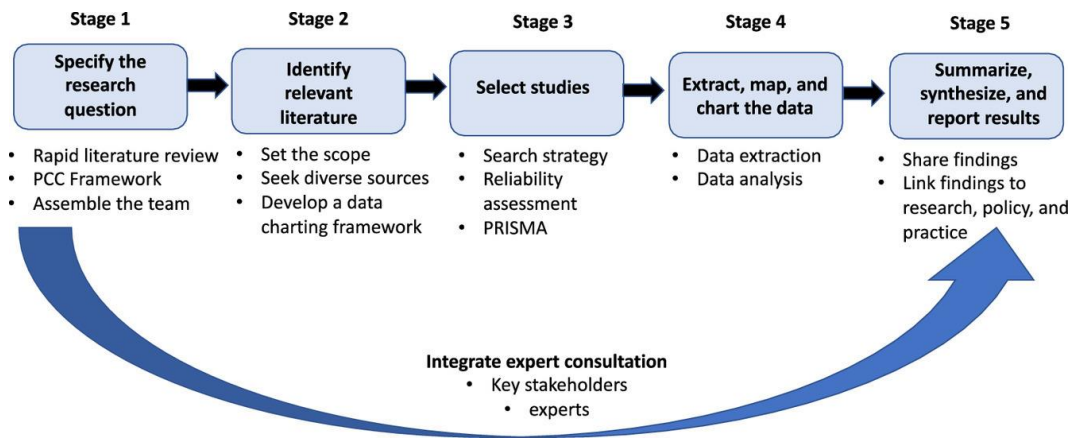 Stage 1
Specify the
research
question
• Rapid literature review
• PCC Framework
• Assemble the team
Stage 2
Identify
relevant
literature
• Set the scope
• Seek diverse sources
• Develop a data
charting framework
Stage 3
Select studies
• Search strategy
• Reliability
assessment
• PRISMA
Stage 4
Extract, map, and
chart the data
• Data extraction
• Data analysis
Stage 5
Summarize,
synthesize, and
report results
• Share findings
• Link findings to
research, policy, and
practice
Integrate expert consultation
• Key stakeholders
• experts